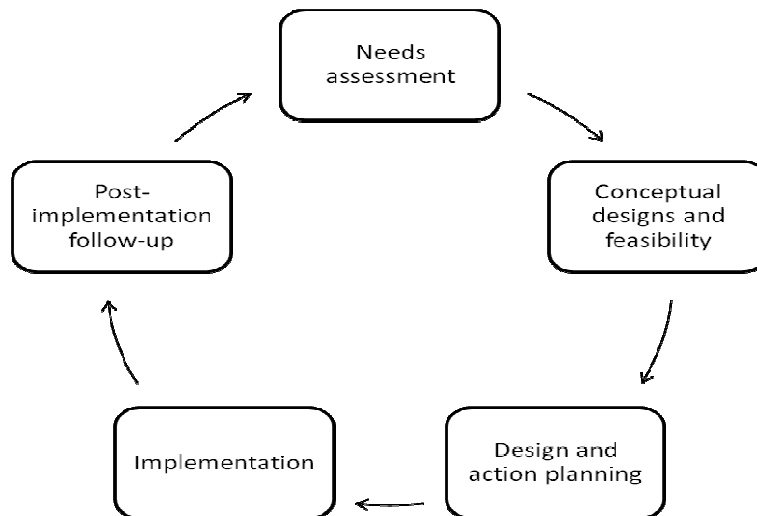 Needs
assessment
Conceptual
designs and
feasibility
Design and
action planning
Implementation
Post-
implementation
follow-up